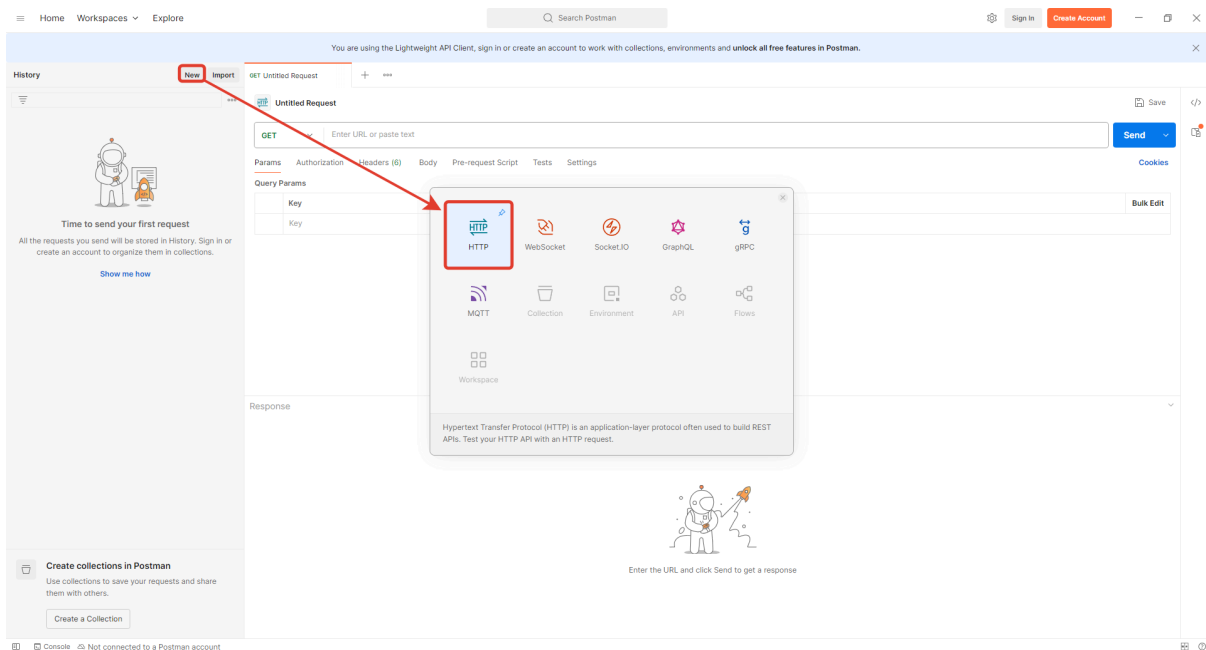 Home Workspaces Explore
Search Postman
Sign In Create Account
You are using the Lightweight API Client, sign in or create an account to work with collections, environments and unlock all free features in Postman.
History New Import
GET Untitled Request
HTTP Untitled Request
Save
GET Enter URL or paste text
Send
Params Authorization Headers (6) Body Pre-request Script Tests Settings
Cookies
Query Params
Key
Bulk Edit
Key
Time to send your first request
All the requests you send will be stored in History. Sign in or
create an account to organize them in collections.
Show me how
HTTP
HTTP WebSocket Socket.IO GraphQL gRPC
MQTT Collection Environment API Flows
Workspace
Hypertext Transfer Protocol (HTTP) is an application-layer protocol often used to build REST
APIs. Test your HTTP API with an HTTP request.
Response
Enter the URL and click Send to get a response
Create collections in Postman
Use collections to save your requests and share
them with others.
Create a Collection
Console Not connected to a Postman account